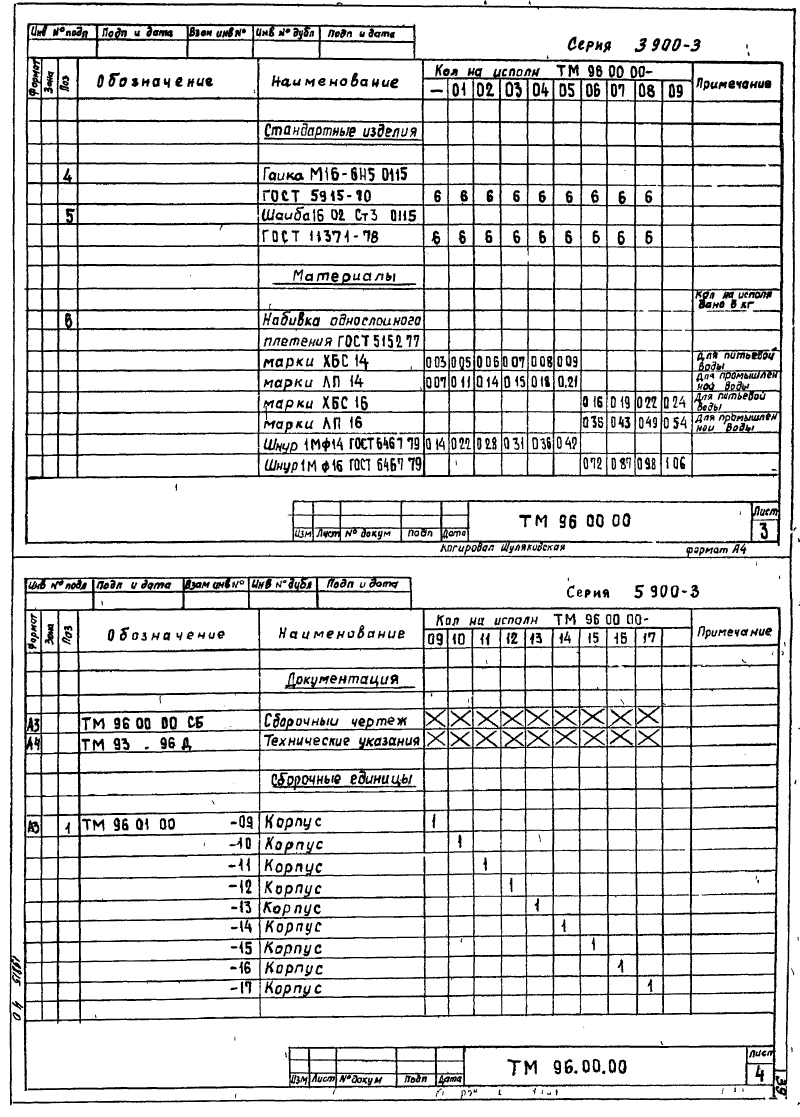 Инв № подл Подп и дата Взам инв № Инв № дубл Подп и дата
Серия 3 900-3
Формат Зона Поз Обозначение Наименование Кол на исполн ТМ 96 00 00- Примечание
— 01 02 03 04 05 06 07 08 09
Стандартные изделия
4 Гайка М16-6Н5 0115
ГОСТ 5915-70 6 6 6 6 6 6 6 6 6
5 Шайба 16 02 Ст3 0115
ГОСТ 11371-78 6 6 6 6 6 6 6 6 6
Материалы
Кол на исполн
дано в кг
6 Набивка однослойного
плетения ГОСТ 5152 77
марки ХБС 14 0 03 0 05 0 06 0 07 0 08 0 09 Для питьевой воды
марки ЛП 14 0 07 0 11 0 14 0 15 0 18 0,21 Для промышлен ной воды
марки ХБС 16 0 16 0 19 0 22 0 24 Для питьевой воды
марки ЛП 16 0 36 0 43 0 49 0 54 Для промышлен ной воды
Шнур 1М ф14 ГОСТ 6467 79 0 14 0 22 0 28 0 31 0 36 0 42
Шнур 1М ф16 ГОСТ 6467 79 0 72 0 87 0 98 1 06
ТМ 96 00 00 Лист
3
Изм Лист № докум Подп Дата
Копировал Шуляковская формат А4
Инв № подл Подп и дата Взам инв № Инв № дубл Подп и дата
Серия 5 900-3
Формат Зона Поз Обозначение Наименование Кол на исполн ТМ 96 00 00- Примечание
09 10 11 12 13 14 15 16 17
Документация
А3 ТМ 96 00 00 СБ Сборочный чертеж
А4 ТМ 93 . 96 Д Технические указания
Сборочные единицы
А3 1 ТМ 96 01 00 -09 Корпус 1
-10 Корпус 1
-11 Корпус 1
-12 Корпус 1
-13 Корпус 1
-14 Корпус 1
-15 Корпус 1
-16 Корпус 1
-17 Корпус 1
ТМ 96.00.00 Лист
4
Изм Лист № докум Подп Дата
39